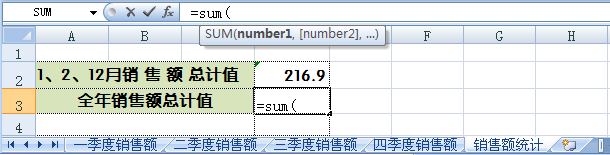 SUM =sum(
SUM(number1, [number2], ...)
A B C D E F G H
1
2 1、2、12月销 售 额 总计值 216.9
3 全年销售额总计值 =sum(
4
一季度销售额 二季度销售额 三季度销售额 四季度销售额 销售额统计